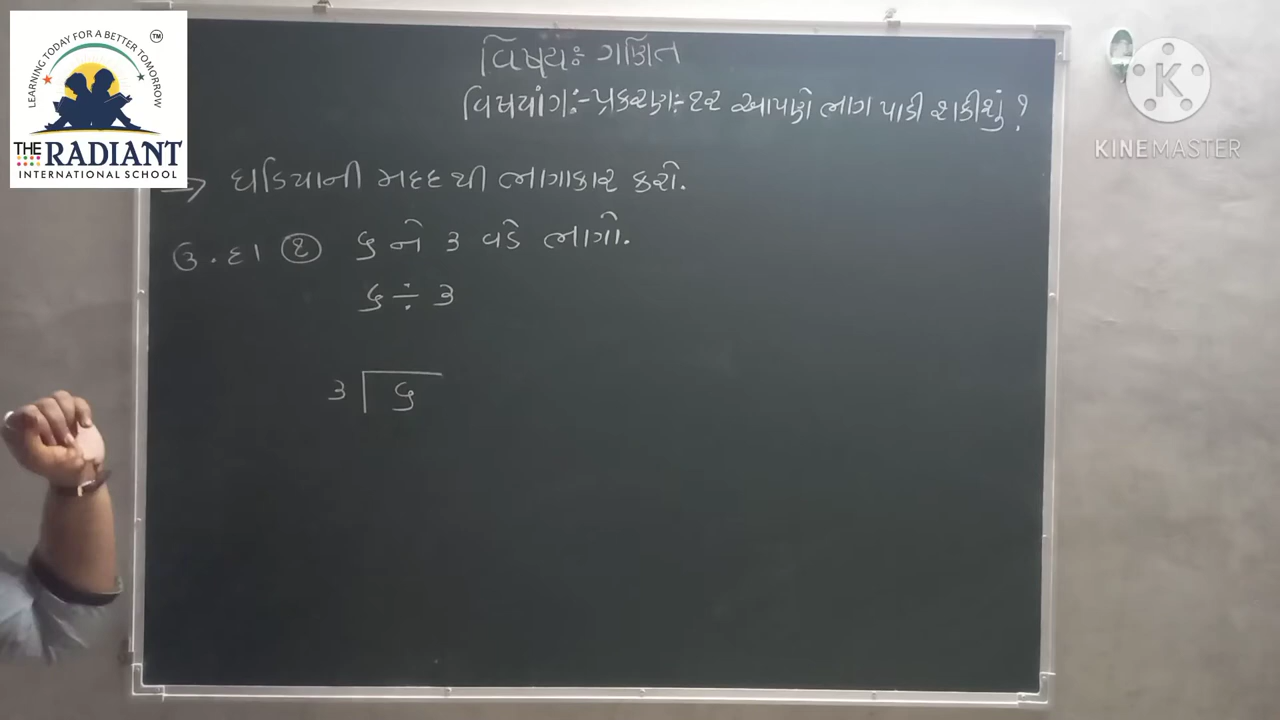 LEARNING TODAY FOR A BETTER TOMORROW
TM
THE RADIANT
INTERNATIONAL SCHOOL
KINEMASTER
વિષય:- ગણિત
વિષયાંગ:- પ્રકરણ:- ૧૨ આપણે ભાગ પાડી શકીશું ?
→ ઘડિયાની મદદથી ભાગાકાર કરો.
ઉ.દા ① ૬ ને ૩ વડે ભાગો.
૬ ÷ ૩
૩ ૬